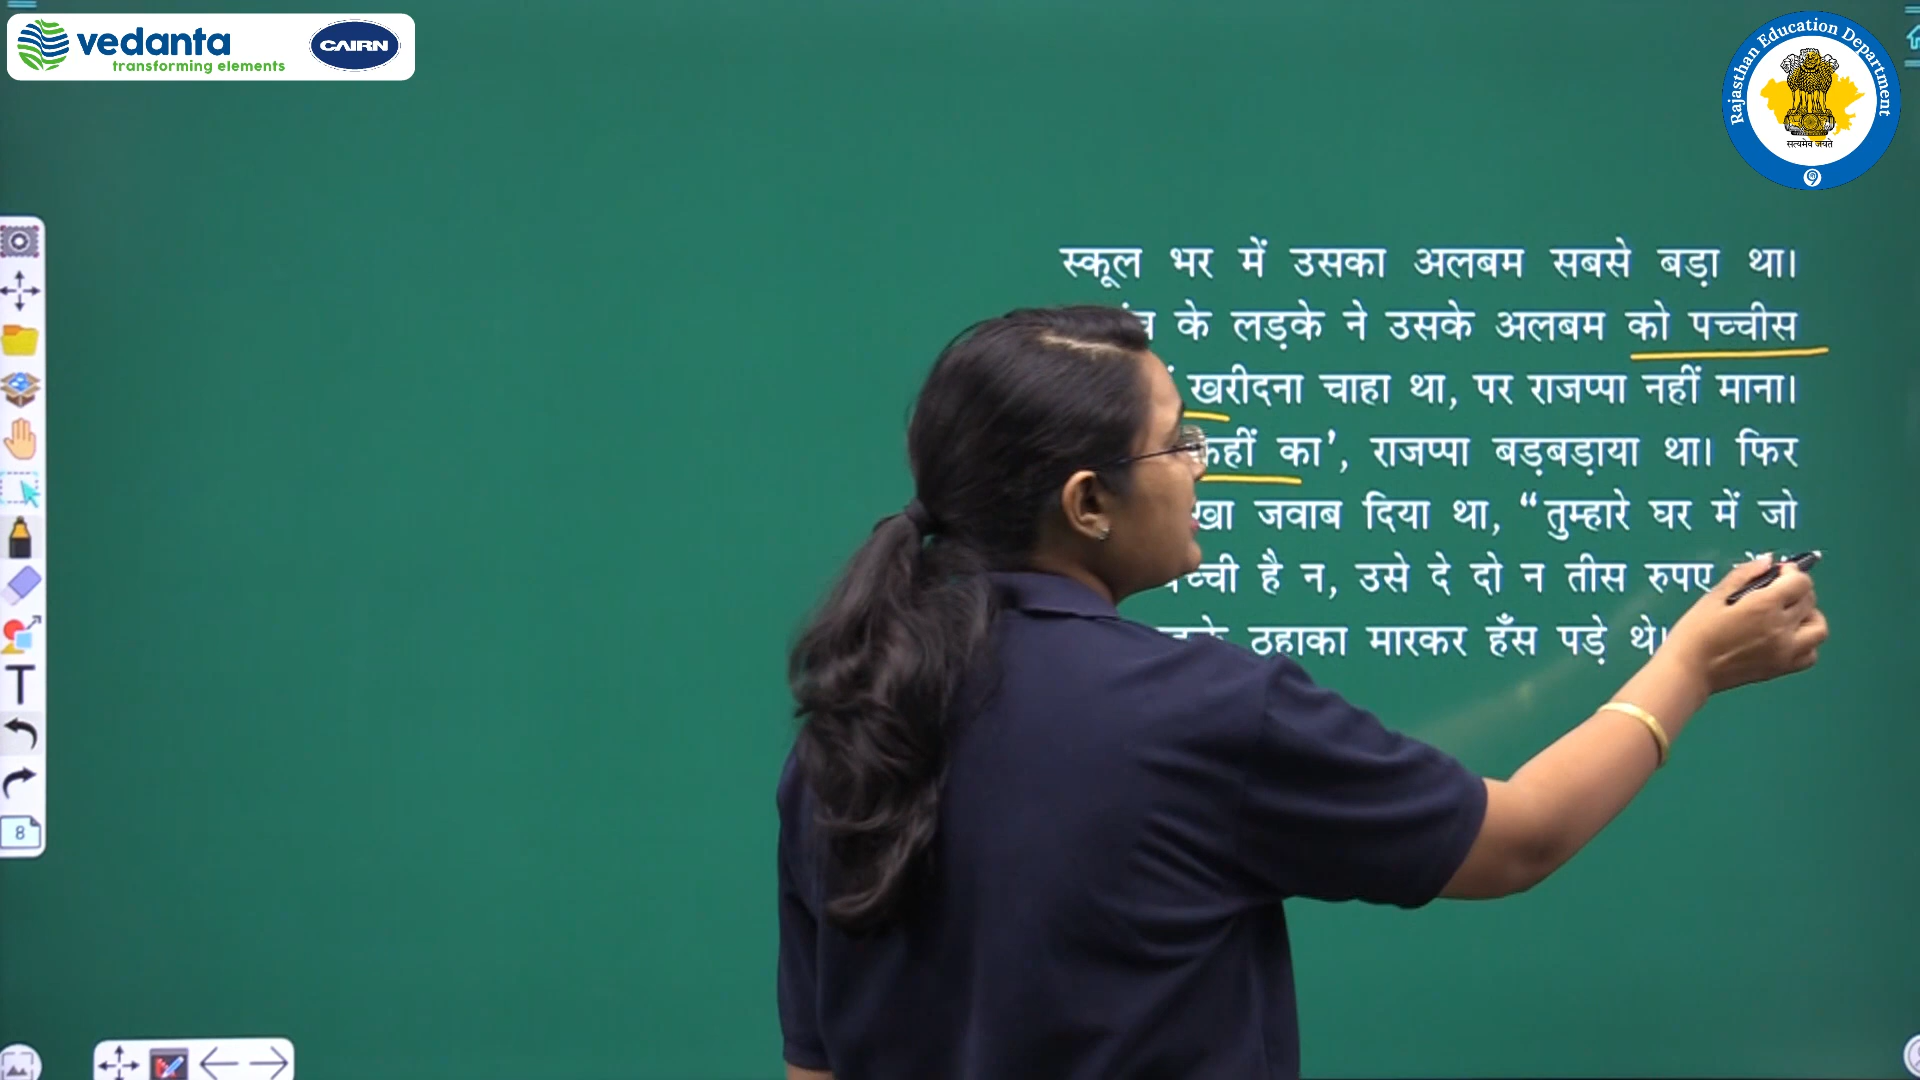 vedanta
transforming elements
CAIRN
Rajasthan Education Department
सत्यमेव जयते
स्कूल भर में उसका अलबम सबसे बड़ा था।
के लड़के ने उसके अलबम को पच्चीस
खरीदना चाहा था, पर राजप्पा नहीं माना।
कहीं का’, राजप्पा बड़बड़ाया था। फिर
जवाब दिया था, “तुम्हारे घर में जो
है न, उसे दे दो न तीस रुपए
ठहाका मारकर हँस पड़े थे।
T
8